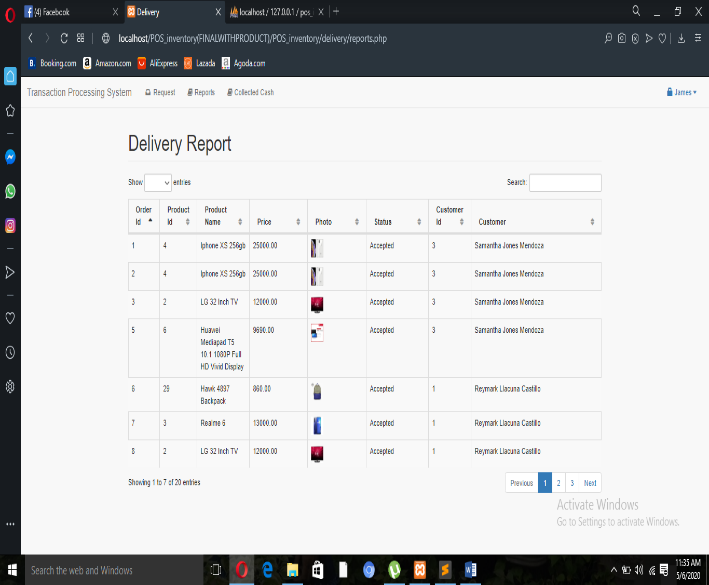 (4) Facebook
Delivery
localhost / 127.0.0.1 / pos_
localhost/POS_inventory(FINALWITHPRODUCT)/POS_inventory/delivery/reports.php
B. Booking.com a Amazon.com AliExpress Lazada a Agoda.com
Transaction Processing System Request Reports Collected Cash James
Delivery Report
Show entries Search:
Order Id Product Id Product Name Price Photo Status Customer Id Customer
1 4 Iphone XS 256gb 25000.00 Accepted 3 Samantha Jones Mendoza
2 4 Iphone XS 256gb 25000.00 Accepted 3 Samantha Jones Mendoza
3 2 LG 32 Inch TV 12000.00 Accepted 3 Samantha Jones Mendoza
5 6 Huawei 9690.00 Accepted 3 Samantha Jones Mendoza
Mediapad T5
10.1 1080P Full
HD Vivid Display
6 29 Hawk 4897 860.00 Accepted 1 Reymark Llacuna Castillo
Backpack
7 3 Realme 6 13000.00 Accepted 1 Reymark Llacuna Castillo
8 2 LG 32 Inch TV 12000.00 Accepted 1 Reymark Llacuna Castillo
Showing 1 to 7 of 20 entries Previous 1 2 3 Next
Activate Windows
Go to Settings to activate Windows.
Search the web and Windows
11:35 AM
5/6/2020